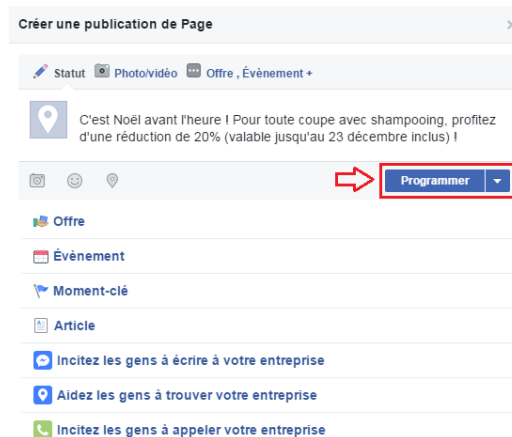 Créer une publication de Page
Statut Photo/vidéo Offre , Évènement +
C'est Noël avant l'heure ! Pour toute coupe avec shampooing, profitez
d'une réduction de 20% (valable jusqu'au 23 décembre inclus) !
Programmer
Offre
Évènement
Moment-clé
Article
Incitez les gens à écrire à votre entreprise
Aidez les gens à trouver votre entreprise
Incitez les gens à appeler votre entreprise